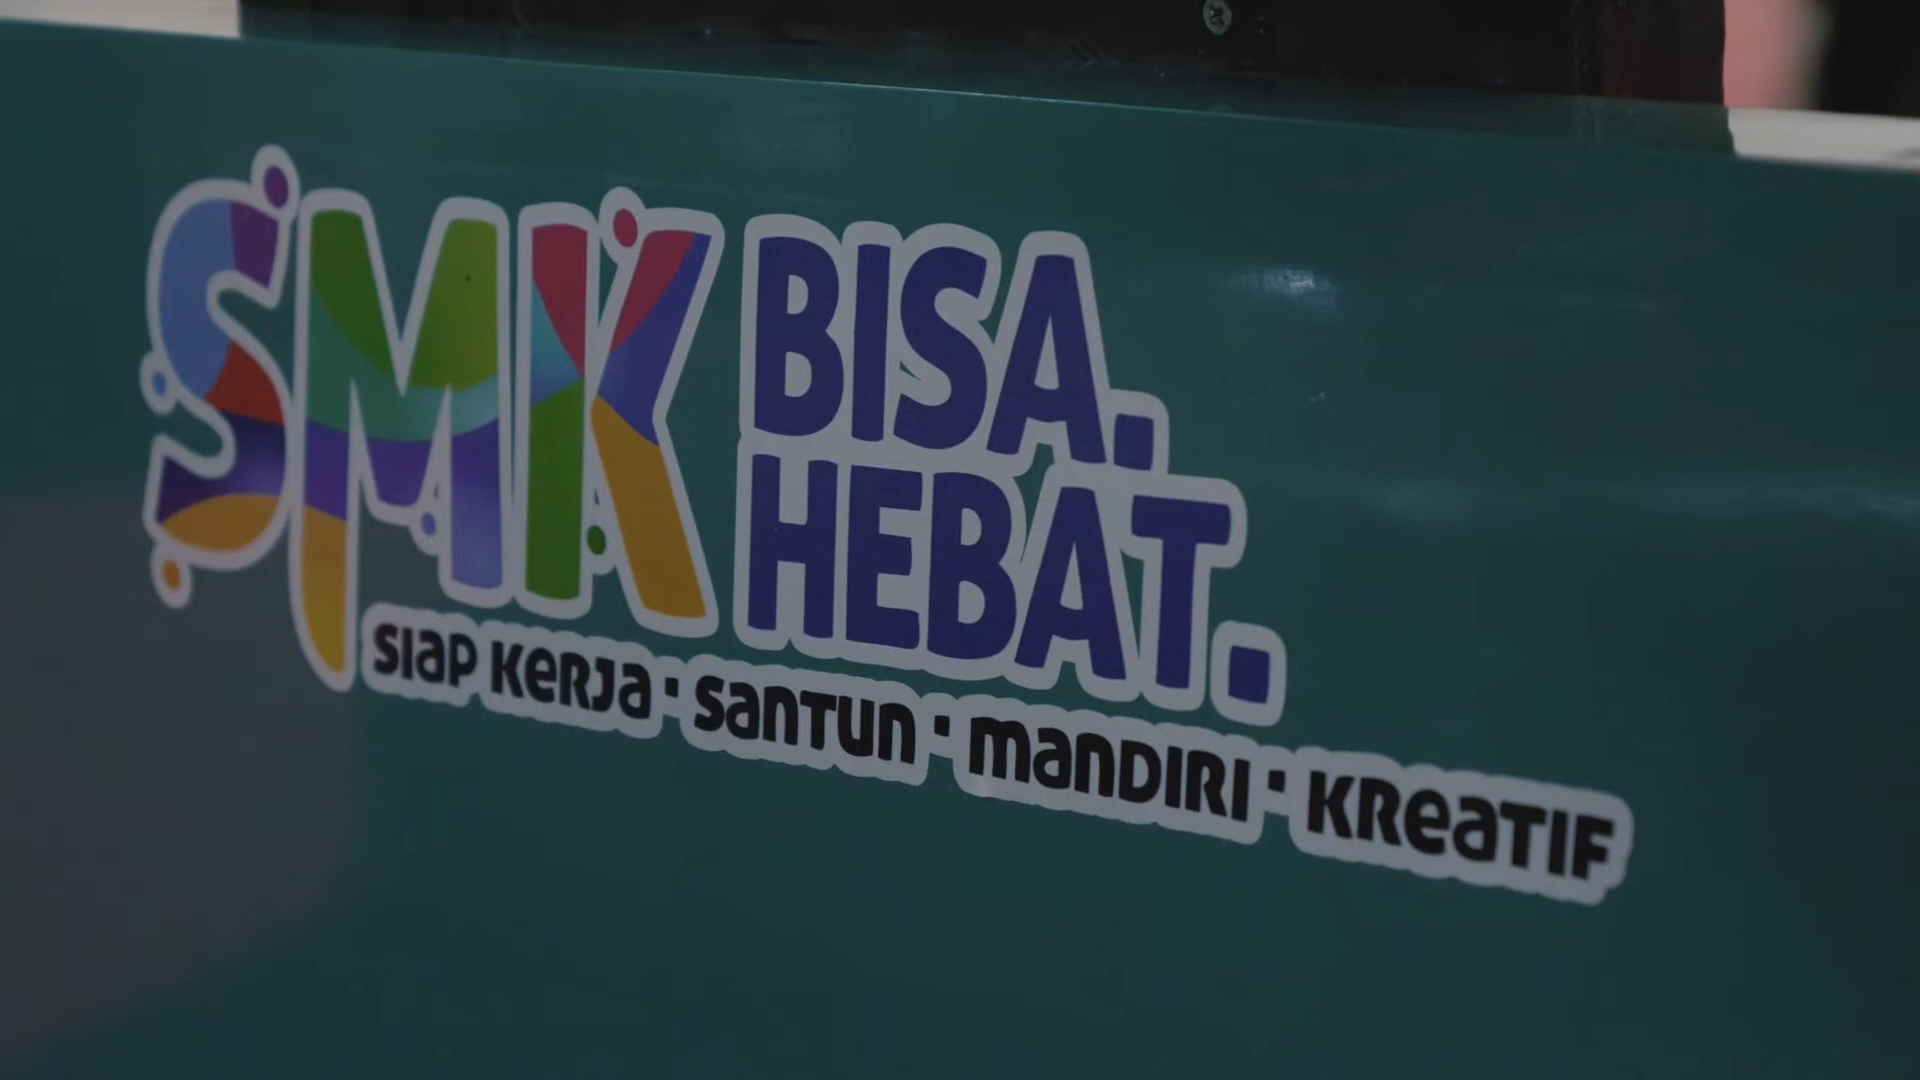 SMK BISA.
HEBAT.
SIAP KERJA · SANTUN · MANDIRI · KREATIF